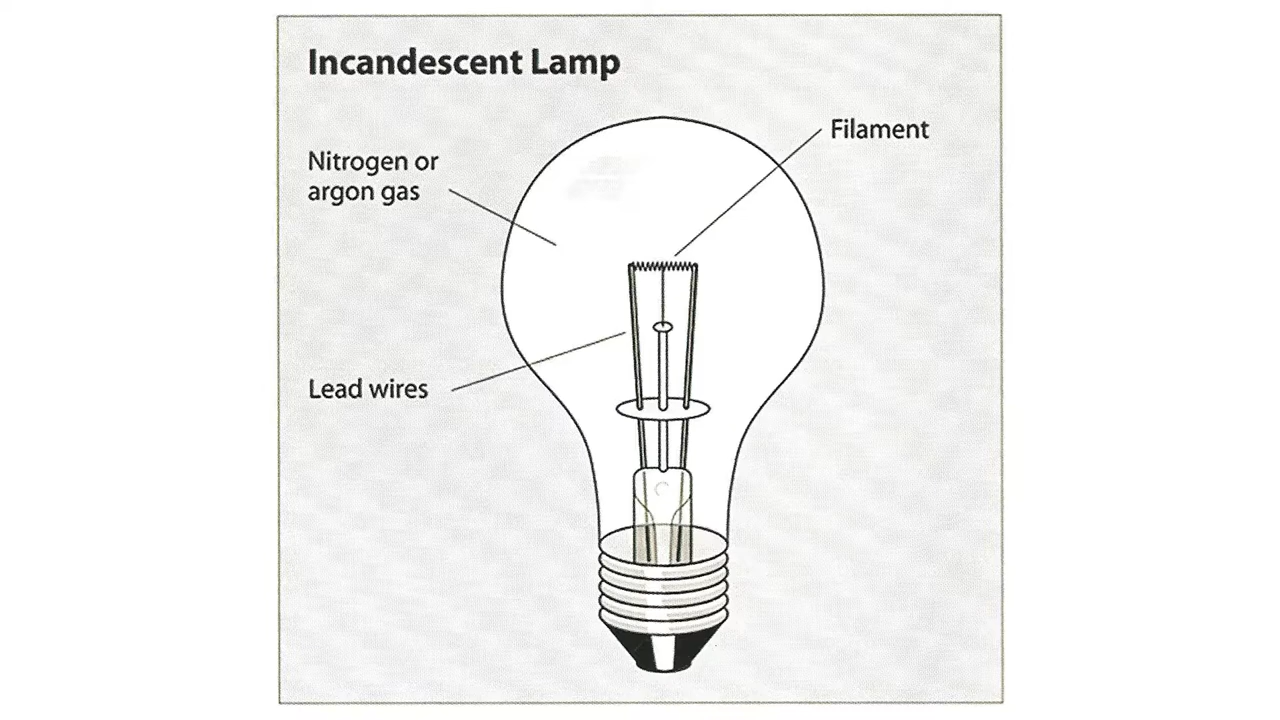 Incandescent Lamp
Filament
Nitrogen or
argon gas
Lead wires